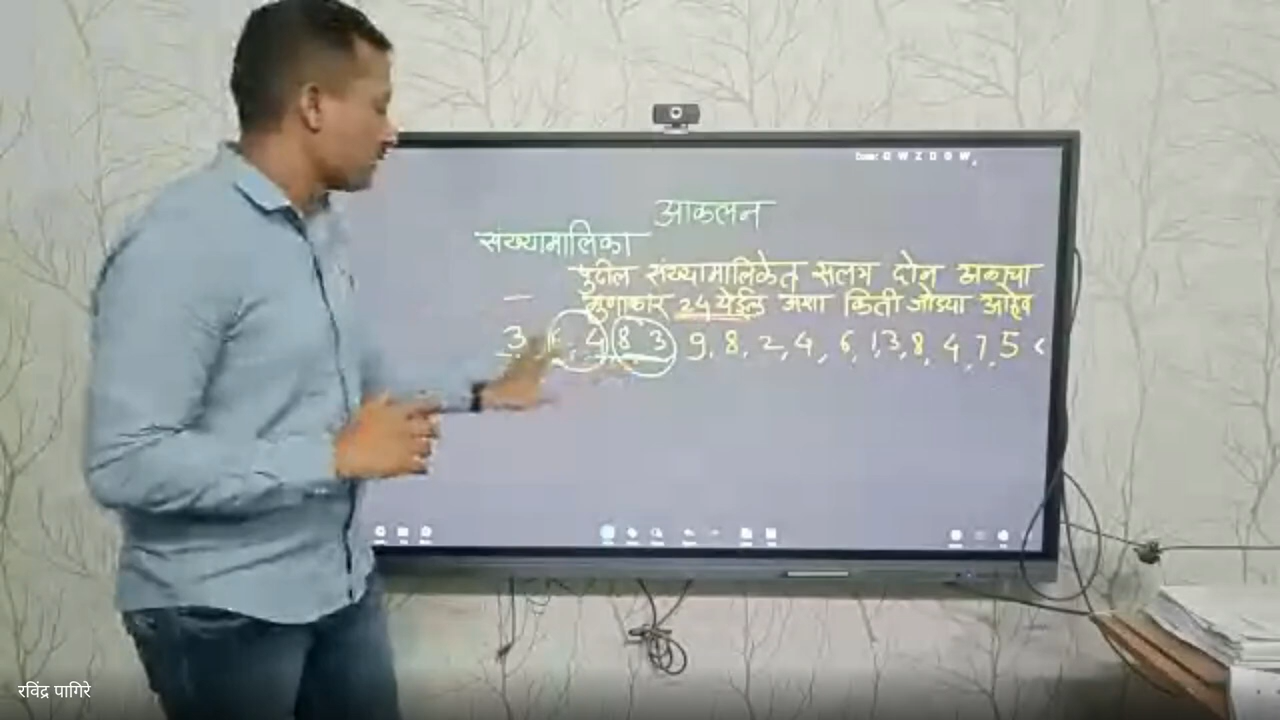 आकलन
संख्यामालिका
पुढील संख्यामालिकेत सलग दोन अंकाचा
गुणाकार 24 येईल अशा किती जोड्या आहेत
3 4 8 3 9, 8, 2, 4, 6, 1, 3, 8, 4, 7, 5
रविंद्र पागिरे